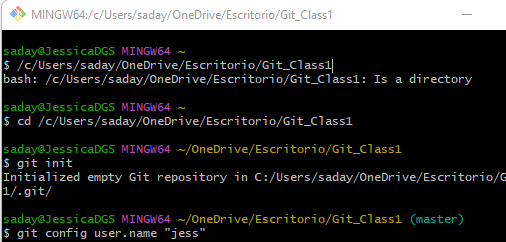 MINGW64:/c/Users/saday/OneDrive/Escritorio/Git_Class1
saday@JessicaDGS MINGW64 ~
$ /c/Users/saday/OneDrive/Escritorio/Git_Class1
bash: /c/Users/saday/OneDrive/Escritorio/Git_Class1: Is a directory
saday@JessicaDGS MINGW64 ~
$ cd /c/Users/saday/OneDrive/Escritorio/Git_Class1
saday@JessicaDGS MINGW64 ~/OneDrive/Escritorio/Git_Class1
$ git init
Initialized empty Git repository in C:/Users/saday/OneDrive/Escritorio/G
1/.git/
saday@JessicaDGS MINGW64 ~/OneDrive/Escritorio/Git_Class1 (master)
$ git config user.name "jess"